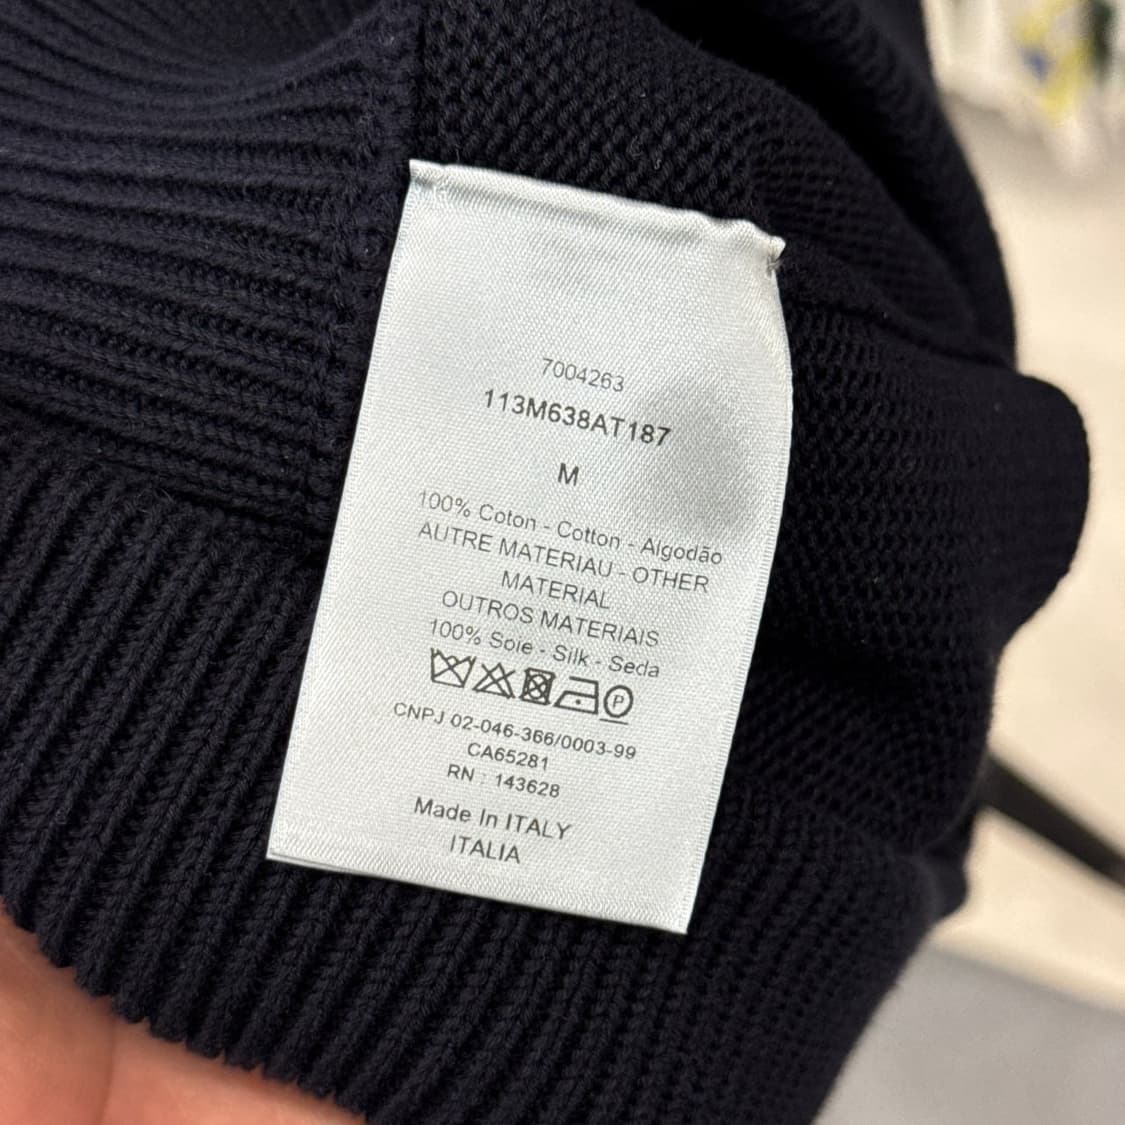 7004263
113M638AT187
M
100% Coton - Cotton - Algodão
AUTRE MATERIAU - OTHER
MATERIAL
OUTROS MATERIAIS
100% Soie - Silk - Seda
P
CNPJ 02-046-366/0003-99
CA65281
RN : 143628
Made In ITALY
ITALIA